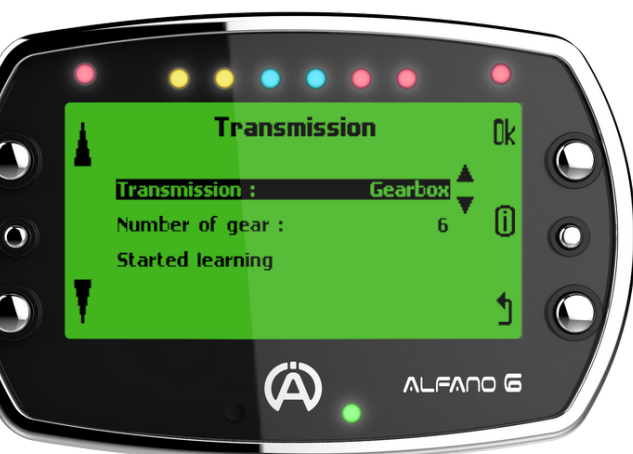 Transmission
Ok
Transmission : Gearbox
Number of gear : 6
i
Started learning
ALFANO 6